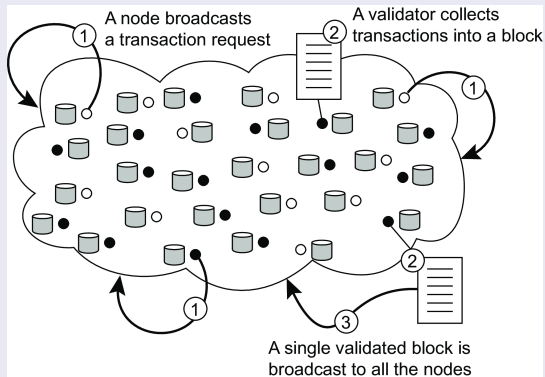 A node broadcasts
a transaction request
1
A validator collects
transactions into a block
2
1
2
1
3
A single validated block is
broadcast to all the nodes